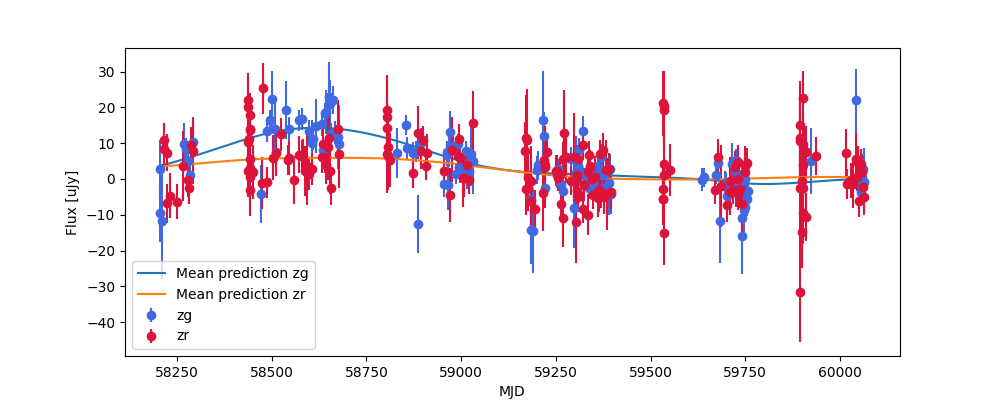 30
20
10
0
−10
−20
−30
−40
Flux [uJy]
Mean prediction zg
Mean prediction zr
zg
zr
58250 58500 58750 59000 59250 59500 59750 60000
MJD